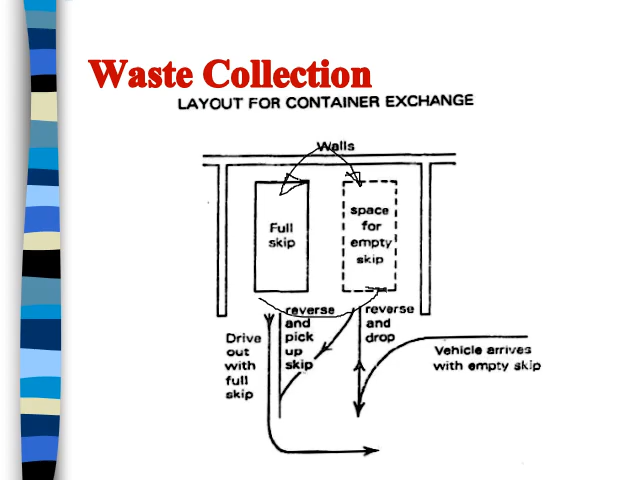 Waste Collection
LAYOUT FOR CONTAINER EXCHANGE
Walls
Full
skip
space
for
empty
skip
reverse
and
pick
up
skip
reverse
and
drop
Drive
out
with
full
skip
Vehicle arrives
with empty skip